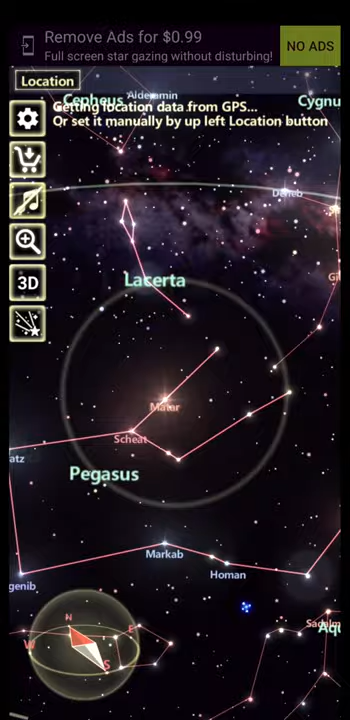 Remove Ads for $0.99
Full screen star gazing without disturbing!
NO ADS
Location
Cepheus
Alderamin
Cygnu
Getting location data from GPS...
Or set it manually by up left Location button
Deneb
3D
Lacerta
Matar
Scheat
atz
Pegasus
Markab
Homan
genib
N
E
W
S
Aqu